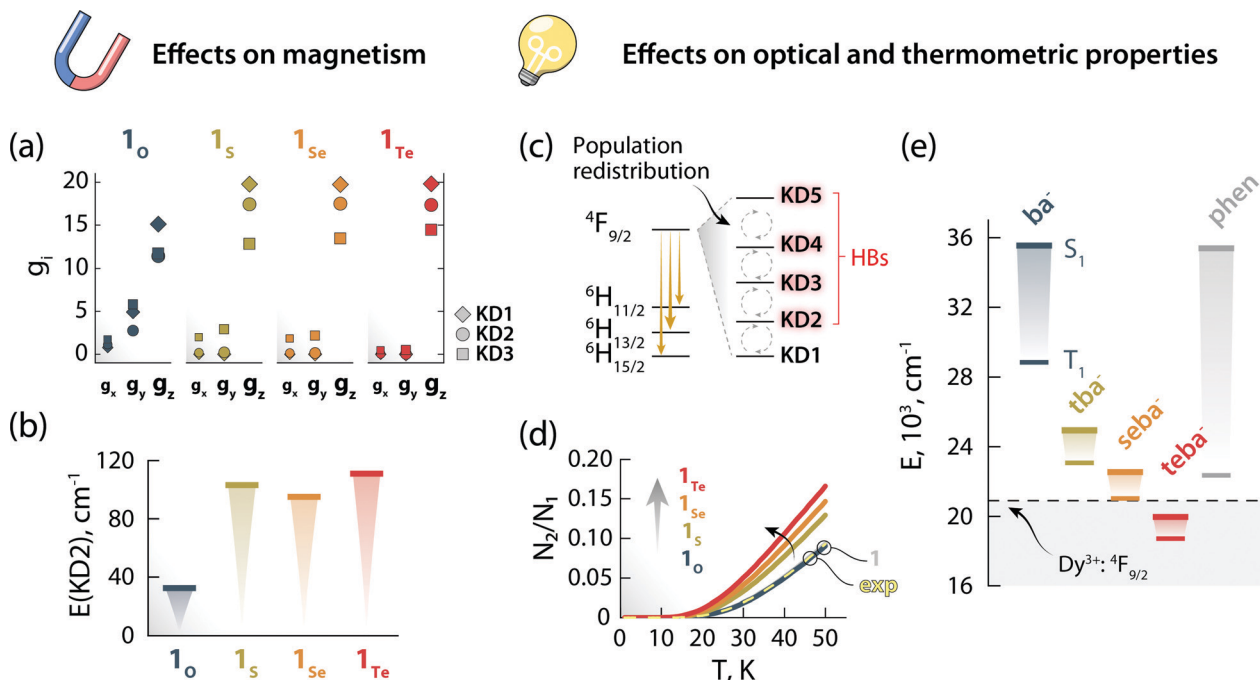 Effects on magnetism
Effects on optical and thermometric properties
(a)
1O
1S
1Se
1Te
20
15
10
5
0
gi
gx gy gz
gx gy gz
gx gy gz
gx gy gz
KD1
KD2
KD3
(b)
120
80
40
0
E(KD2), cm-1
1O
1S
1Se
1Te
(c)
Population
redistribution
4F9/2
6H11/2
6H13/2
6H15/2
KD5
KD4
KD3
KD2
KD1
HBs
(d)
0.20
0.15
0.10
0.05
0
N2/N1
1Te
1Se
1S
1O
1
exp
0 10 20 30 40 50
T, K
(e)
36
32
28
24
20
16
E, 10³, cm-1
ba-
S1
T1
tba-
seba-
teba-
phen
Dy3+: 4F9/2